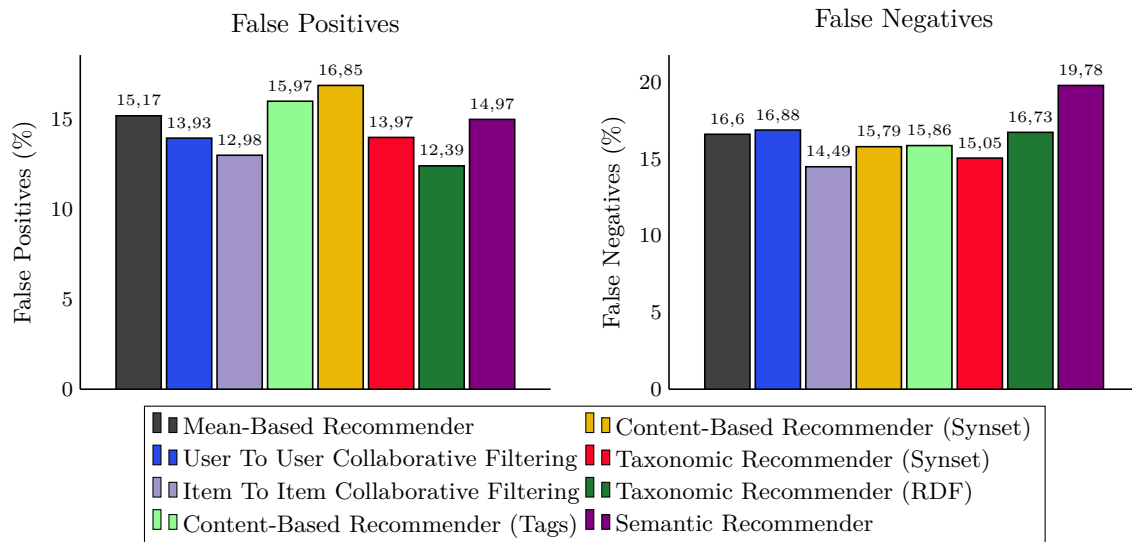 False Positives
False Positives (%)
0
5
10
15
15,17
13,93
12,98
15,97
16,85
13,97
12,39
14,97
False Negatives
False Negatives (%)
0
5
10
15
20
16,6
16,88
14,49
15,79
15,86
15,05
16,73
19,78
Mean-Based Recommender
User To User Collaborative Filtering
Item To Item Collaborative Filtering
Content-Based Recommender (Tags)
Content-Based Recommender (Synset)
Taxonomic Recommender (Synset)
Taxonomic Recommender (RDF)
Semantic Recommender